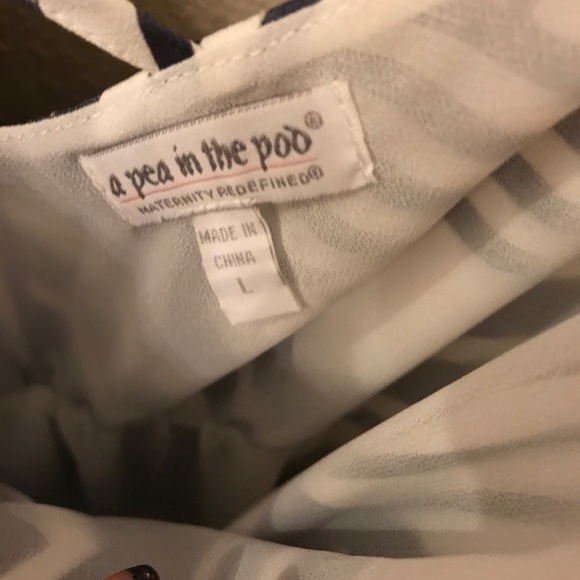 a pea in the pod®
MATERNITY REDEFINED®
MADE IN
CHINA
L